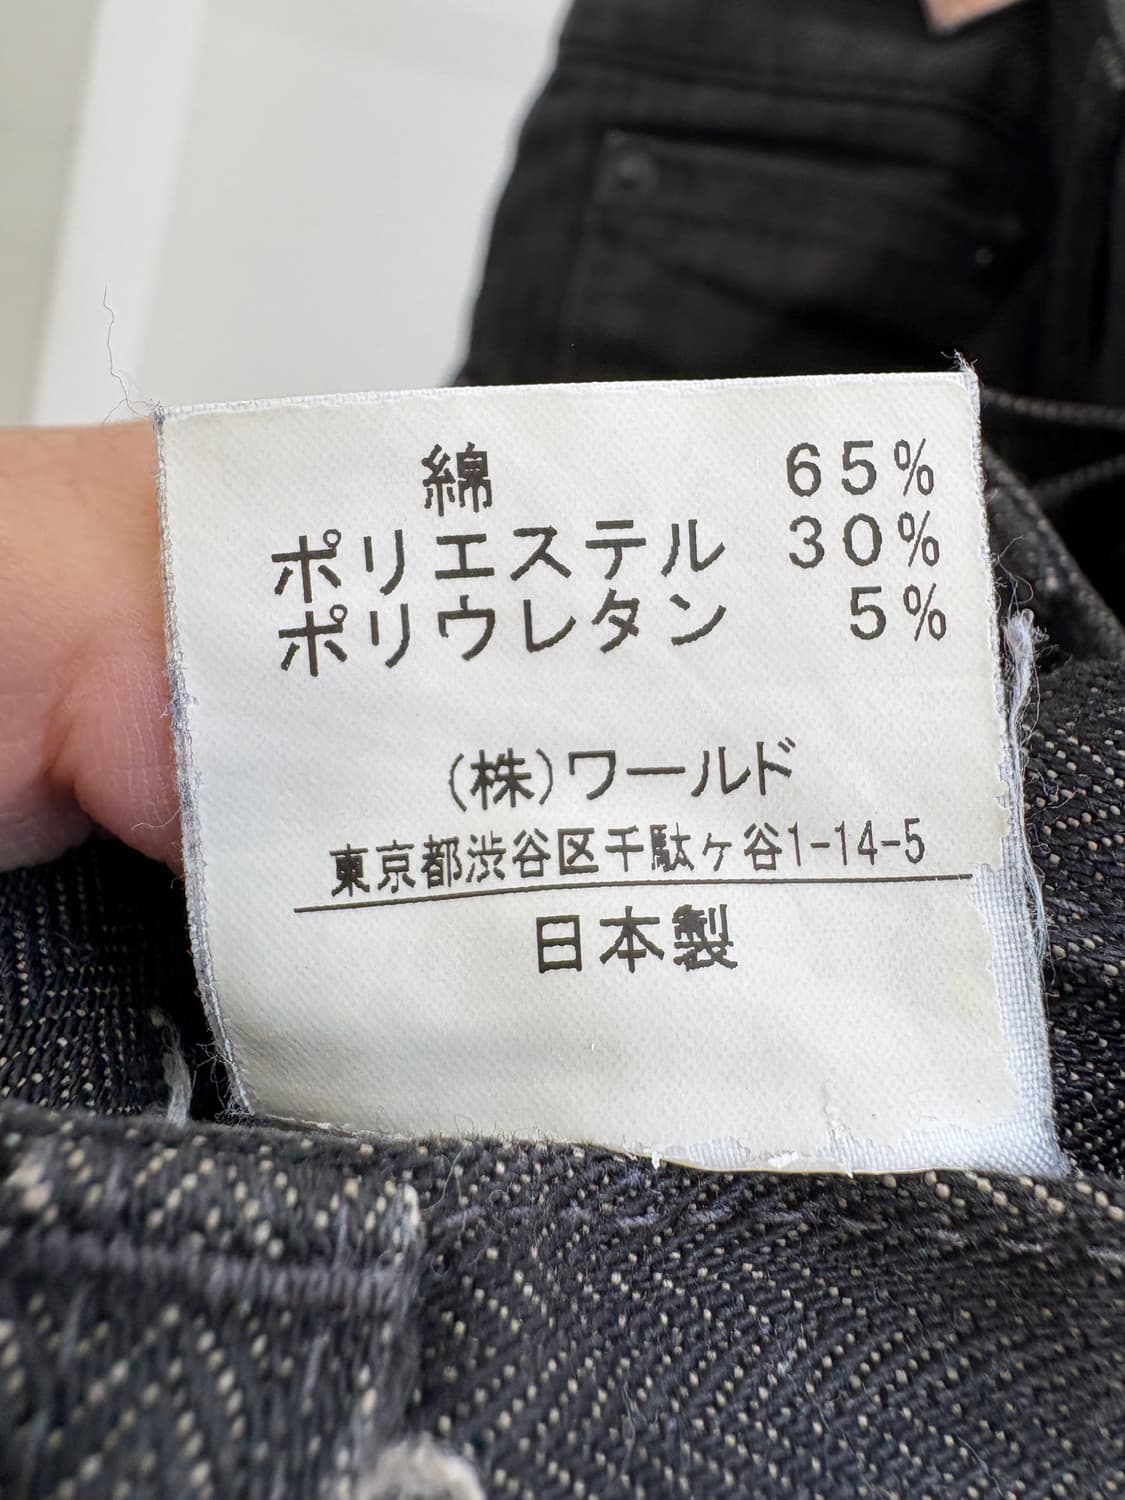 綿 65%
ポリエステル 30%
ポリウレタン 5%
(株)ワールド
東京都渋谷区千駄ヶ谷1-14-5
日本製